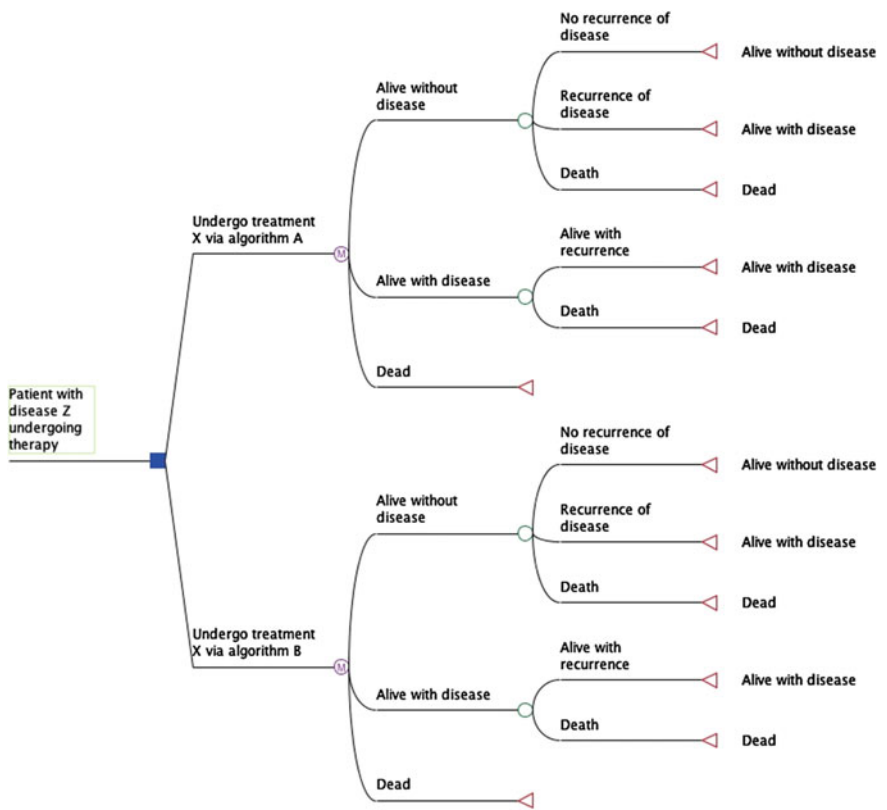 No recurrence of
disease
Alive without disease
Alive without
disease
Recurrence of
disease
Alive with disease
Death
Dead
Undergo treatment
X via algorithm A
M
Alive with
recurrence
Alive with disease
Alive with disease
Death
Dead
Dead
Patient with
disease Z
undergoing
therapy
No recurrence of
disease
Alive without disease
Alive without
disease
Recurrence of
disease
Alive with disease
Death
Dead
Undergo treatment
X via algorithm B
M
Alive with
recurrence
Alive with disease
Alive with disease
Death
Dead
Dead